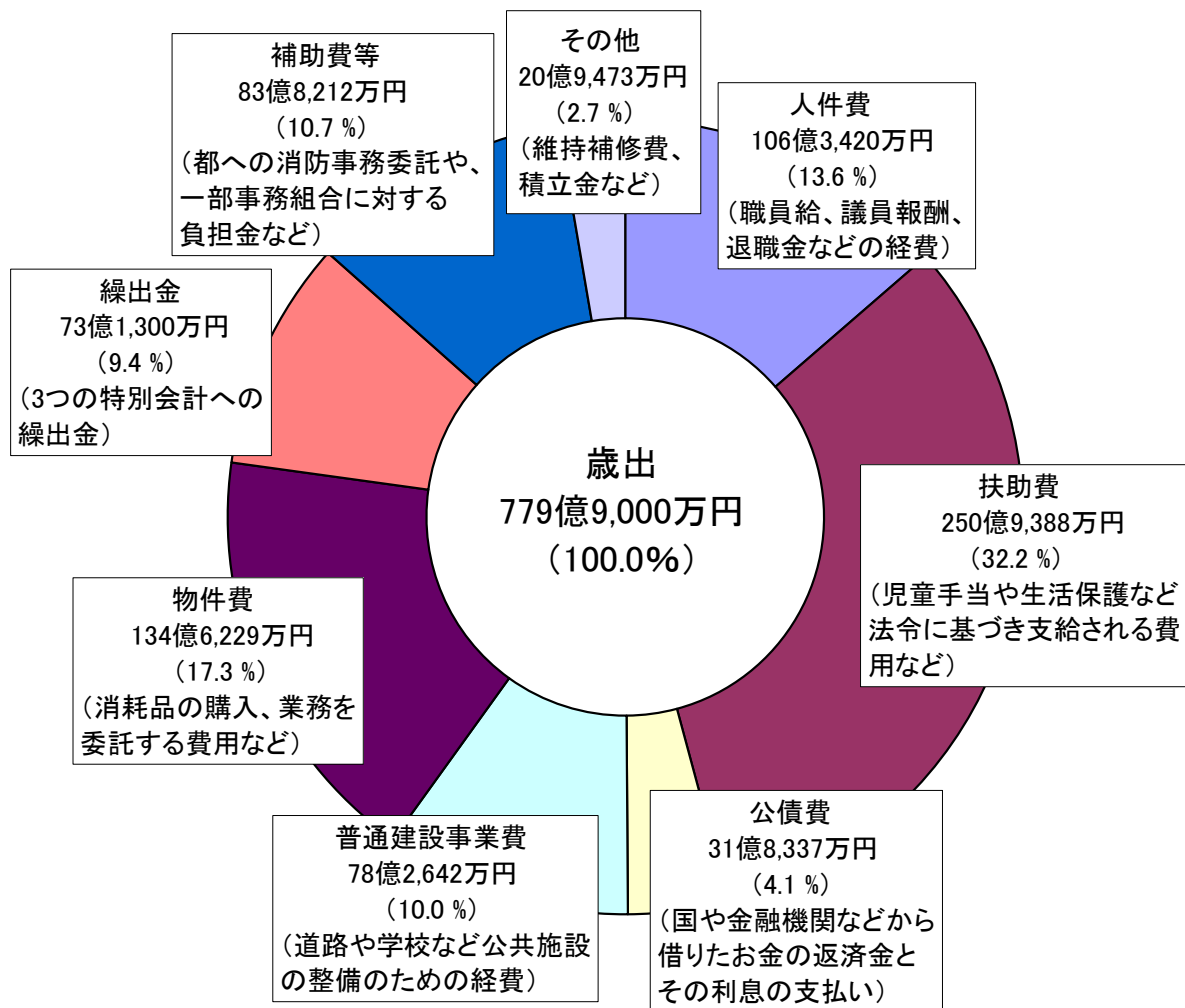 その他
20億9,473万円
(2.7 %)
(維持補修費、
積立金など)
人件費
106億3,420万円
(13.6 %)
(職員給、議員報酬、
退職金などの経費)
扶助費
250億9,388万円
(32.2 %)
(児童手当や生活保護など
法令に基づき支給される費
用など)
公債費
31億8,337万円
(4.1 %)
(国や金融機関などから
借りたお金の返済金と
その利息の支払い)
普通建設事業費
78億2,642万円
(10.0 %)
(道路や学校など公共施設
の整備のための経費)
物件費
134億6,229万円
(17.3 %)
(消耗品の購入、業務を
委託する費用など)
繰出金
73億1,300万円
(9.4 %)
(3つの特別会計への
繰出金)
補助費等
83億8,212万円
(10.7 %)
(都への消防事務委託や、
一部事務組合に対する
負担金など)
歳出
779億9,000万円
(100.0%)